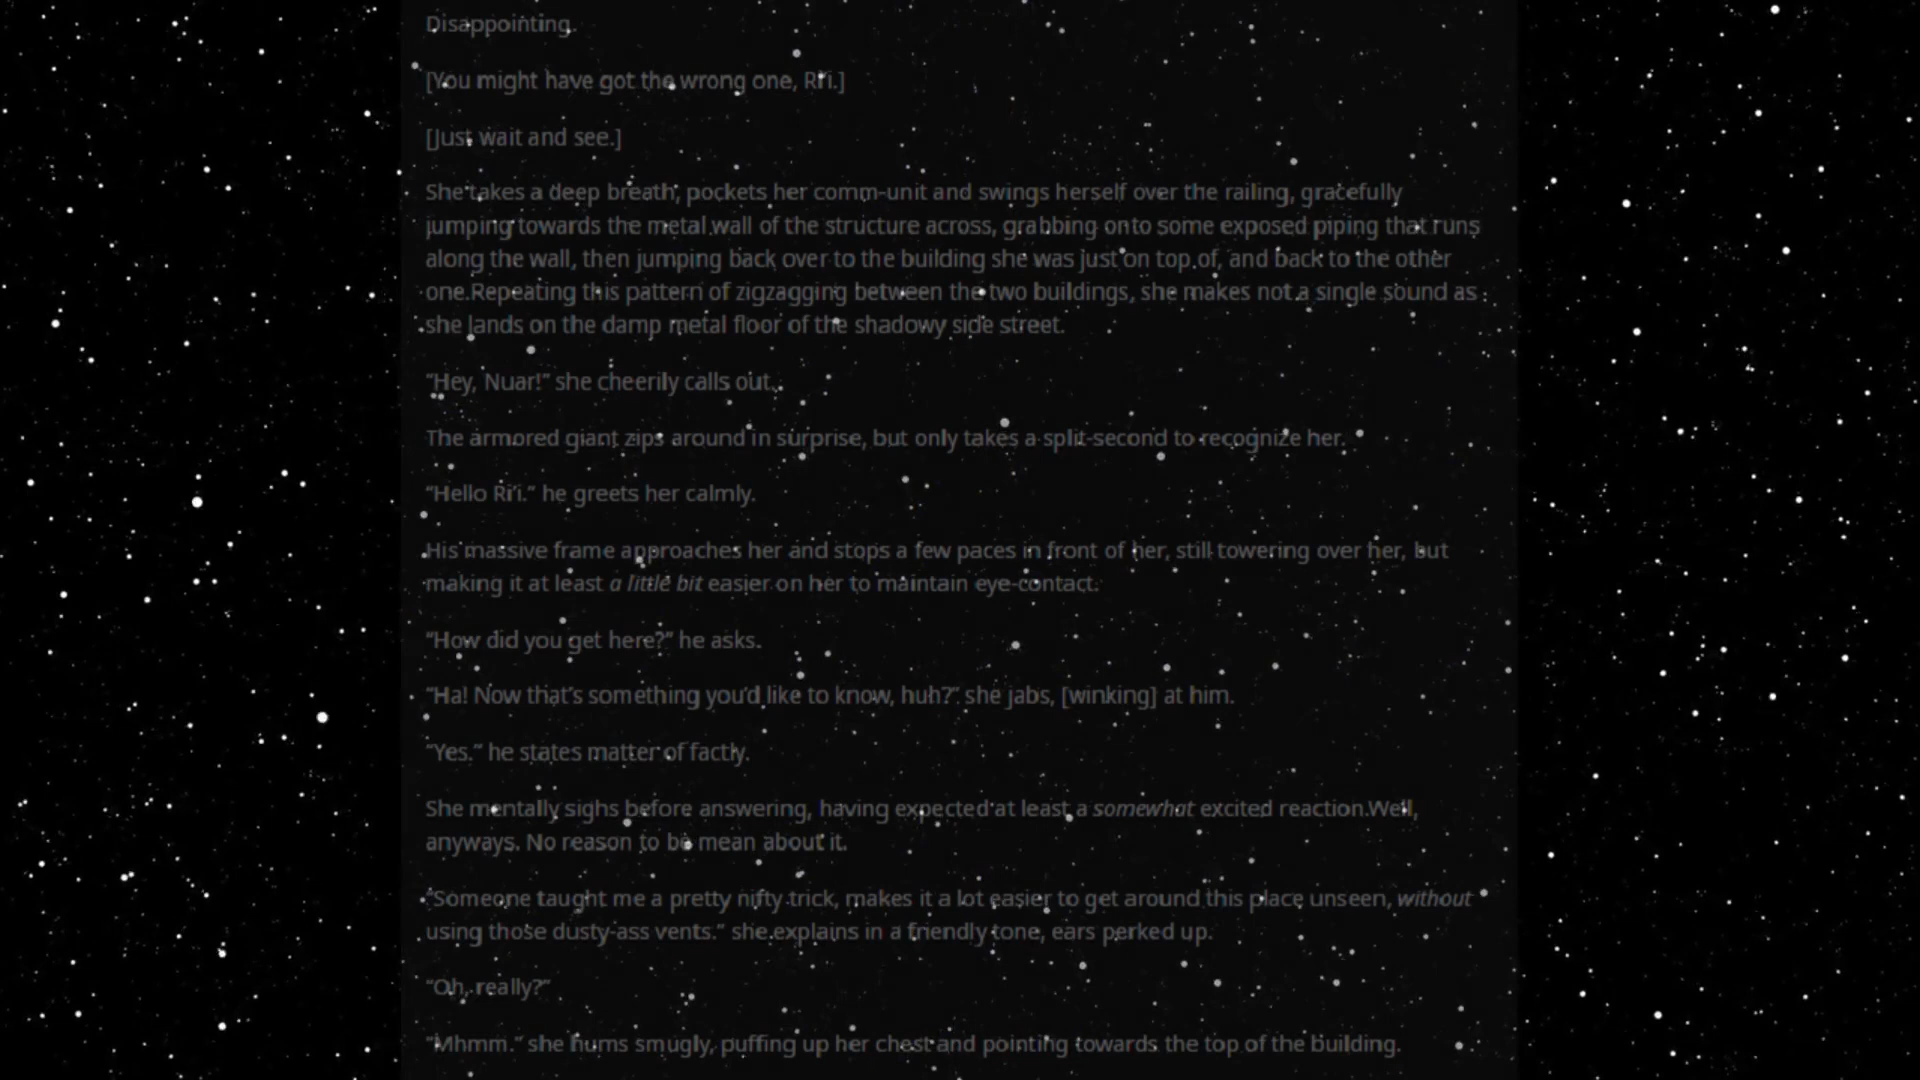 Disappointing.
[You might have got the wrong one, Ri'i.]
[Just wait and see.]
She takes a deep breath, pockets her comm-unit and swings herself over the railing, gracefully
jumping towards the metal wall of the structure across, grabbing onto some exposed piping that runs
along the wall, then jumping back over to the building she was just on top of, and back to the other
one.Repeating this pattern of zigzagging between the two buildings, she makes not a single sound as
she lands on the damp metal floor of the shadowy side street.
“Hey, Nuar!” she cheerily calls out.
The armored giant zips around in surprise, but only takes a split-second to recognize her.
“Hello Ri'i.” he greets her calmly.
His massive frame approaches her and stops a few paces in front of her, still towering over her, but
making it at least a little bit easier on her to maintain eye-contact.
“How did you get here?” he asks.
“Ha! Now that’s something you’d like to know, huh?” she jabs, [winking] at him.
“Yes.” he states matter of factly.
She mentally sighs before answering, having expected at least a somewhat excited reaction.Well,
anyways. No reason to be mean about it.
“Someone taught me a pretty nifty trick, makes it a lot easier to get around this place unseen, without
using those dusty-ass vents.” she explains in a friendly tone, ears perked up.
“Oh, really?”
“Mhmm.” she hums smugly, puffing up her chest and pointing towards the top of the building.